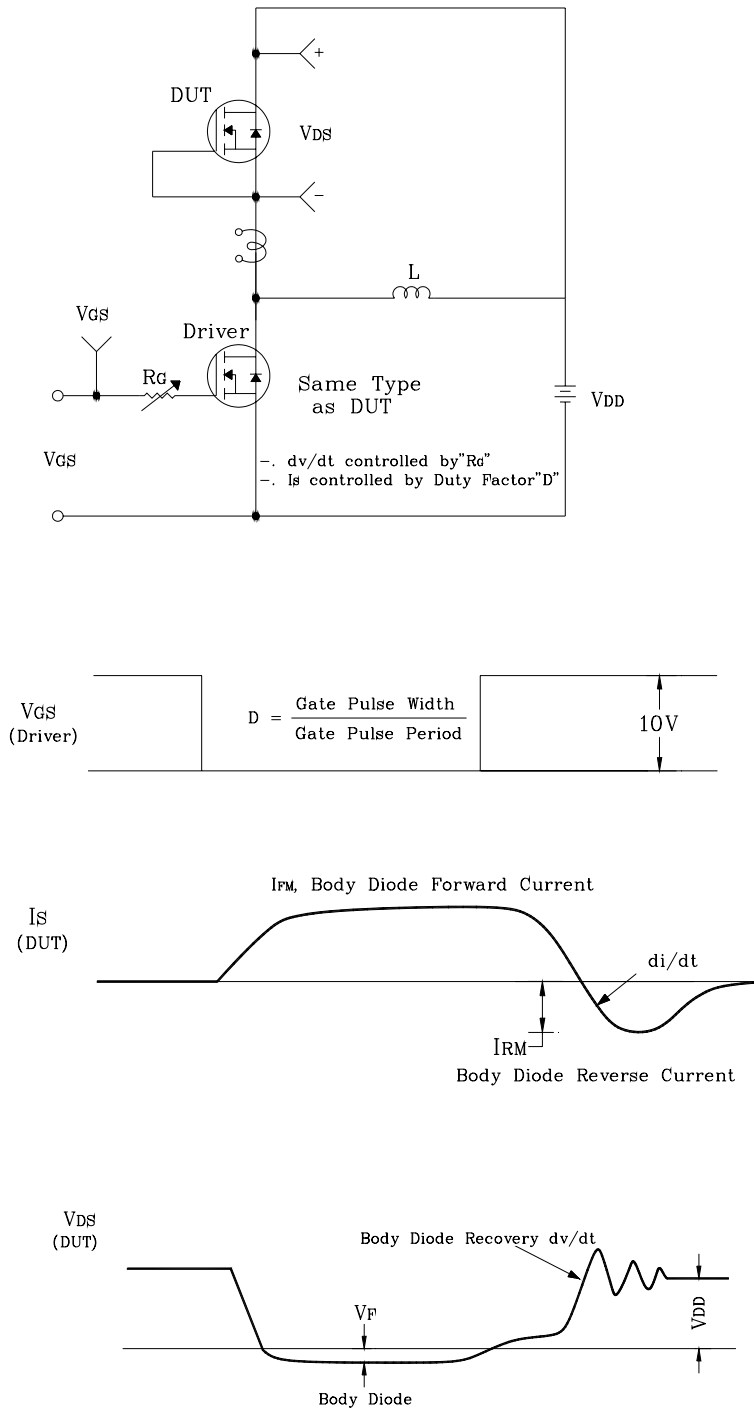 +
DUT
VDS
−
L
VGS
Driver
RG
Same Type
as DUT
VDD
VGS
−. dv/dt controlled by"RG"
−. IS controlled by Duty Factor"D"
VGS
(Driver)
D = Gate Pulse Width
Gate Pulse Period
10V
IFM, Body Diode Forward Current
IS
(DUT)
di/dt
IRM
Body Diode Reverse Current
VDS
(DUT)
Body Diode Recovery dv/dt
VF
VDD
Body Diode